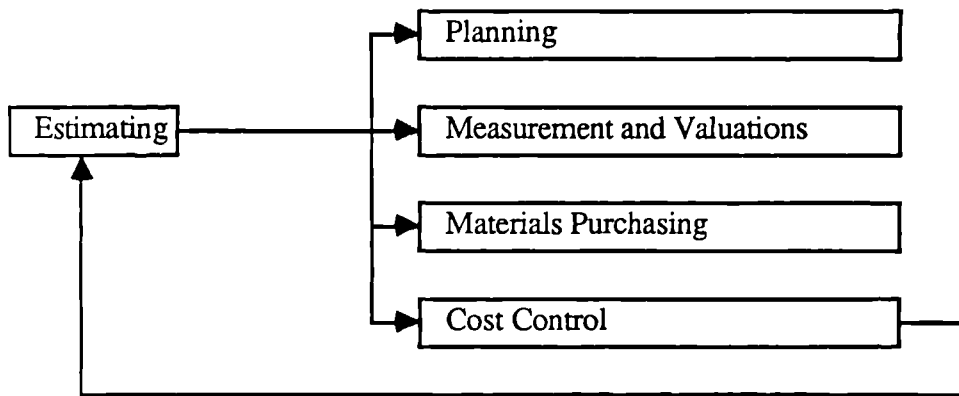 Planning
Estimating
Measurement and Valuations
Materials Purchasing
Cost Control